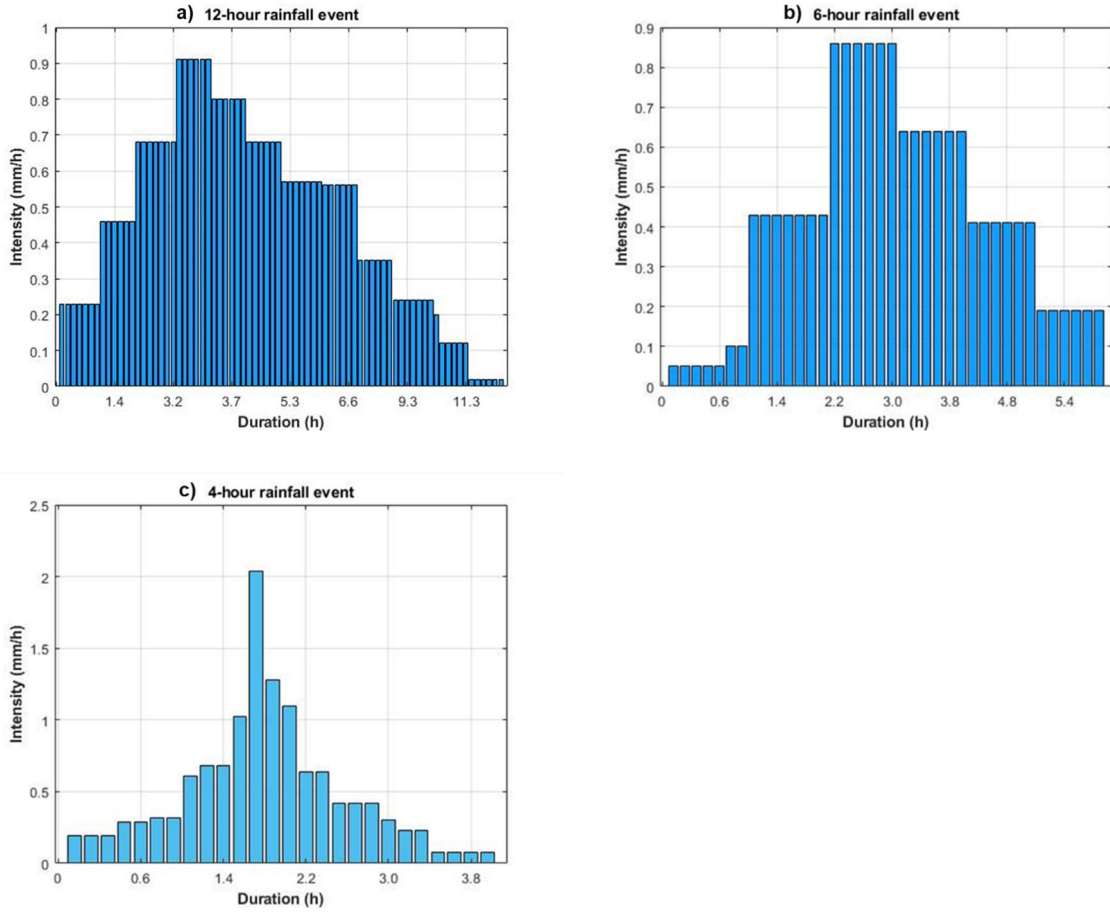 a) 12-hour rainfall event
1
0.9
0.8
0.7
0.6
0.5
0.4
0.3
0.2
0.1
0
Intensity (mm/h)
0 1.4 3.2 3.7 5.3 6.6 9.3 11.3
Duration (h)
b) 6-hour rainfall event
0.9
0.8
0.7
0.6
0.5
0.4
0.3
0.2
0.1
0
Intensity (mm/h)
0 0.6 1.4 2.2 3.0 3.8 4.8 5.4
Duration (h)
c) 4-hour rainfall event
2.5
2
1.5
1
0.5
0
Intensity (mm/h)
0 0.6 1.4 2.2 3.0 3.8
Duration (h)